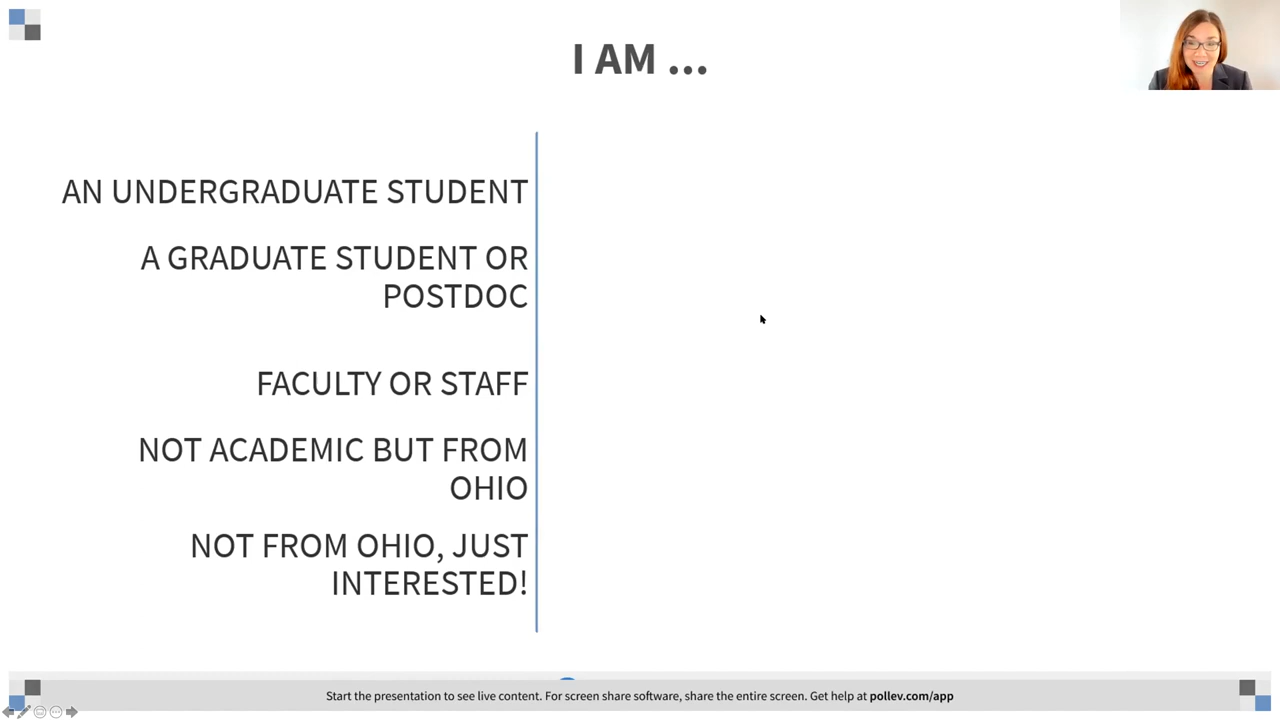 I AM ...
AN UNDERGRADUATE STUDENT
A GRADUATE STUDENT OR
POSTDOC
FACULTY OR STAFF
NOT ACADEMIC BUT FROM
OHIO
NOT FROM OHIO, JUST
INTERESTED!
Start the presentation to see live content. For screen share software, share the entire screen. Get help at pollev.com/app